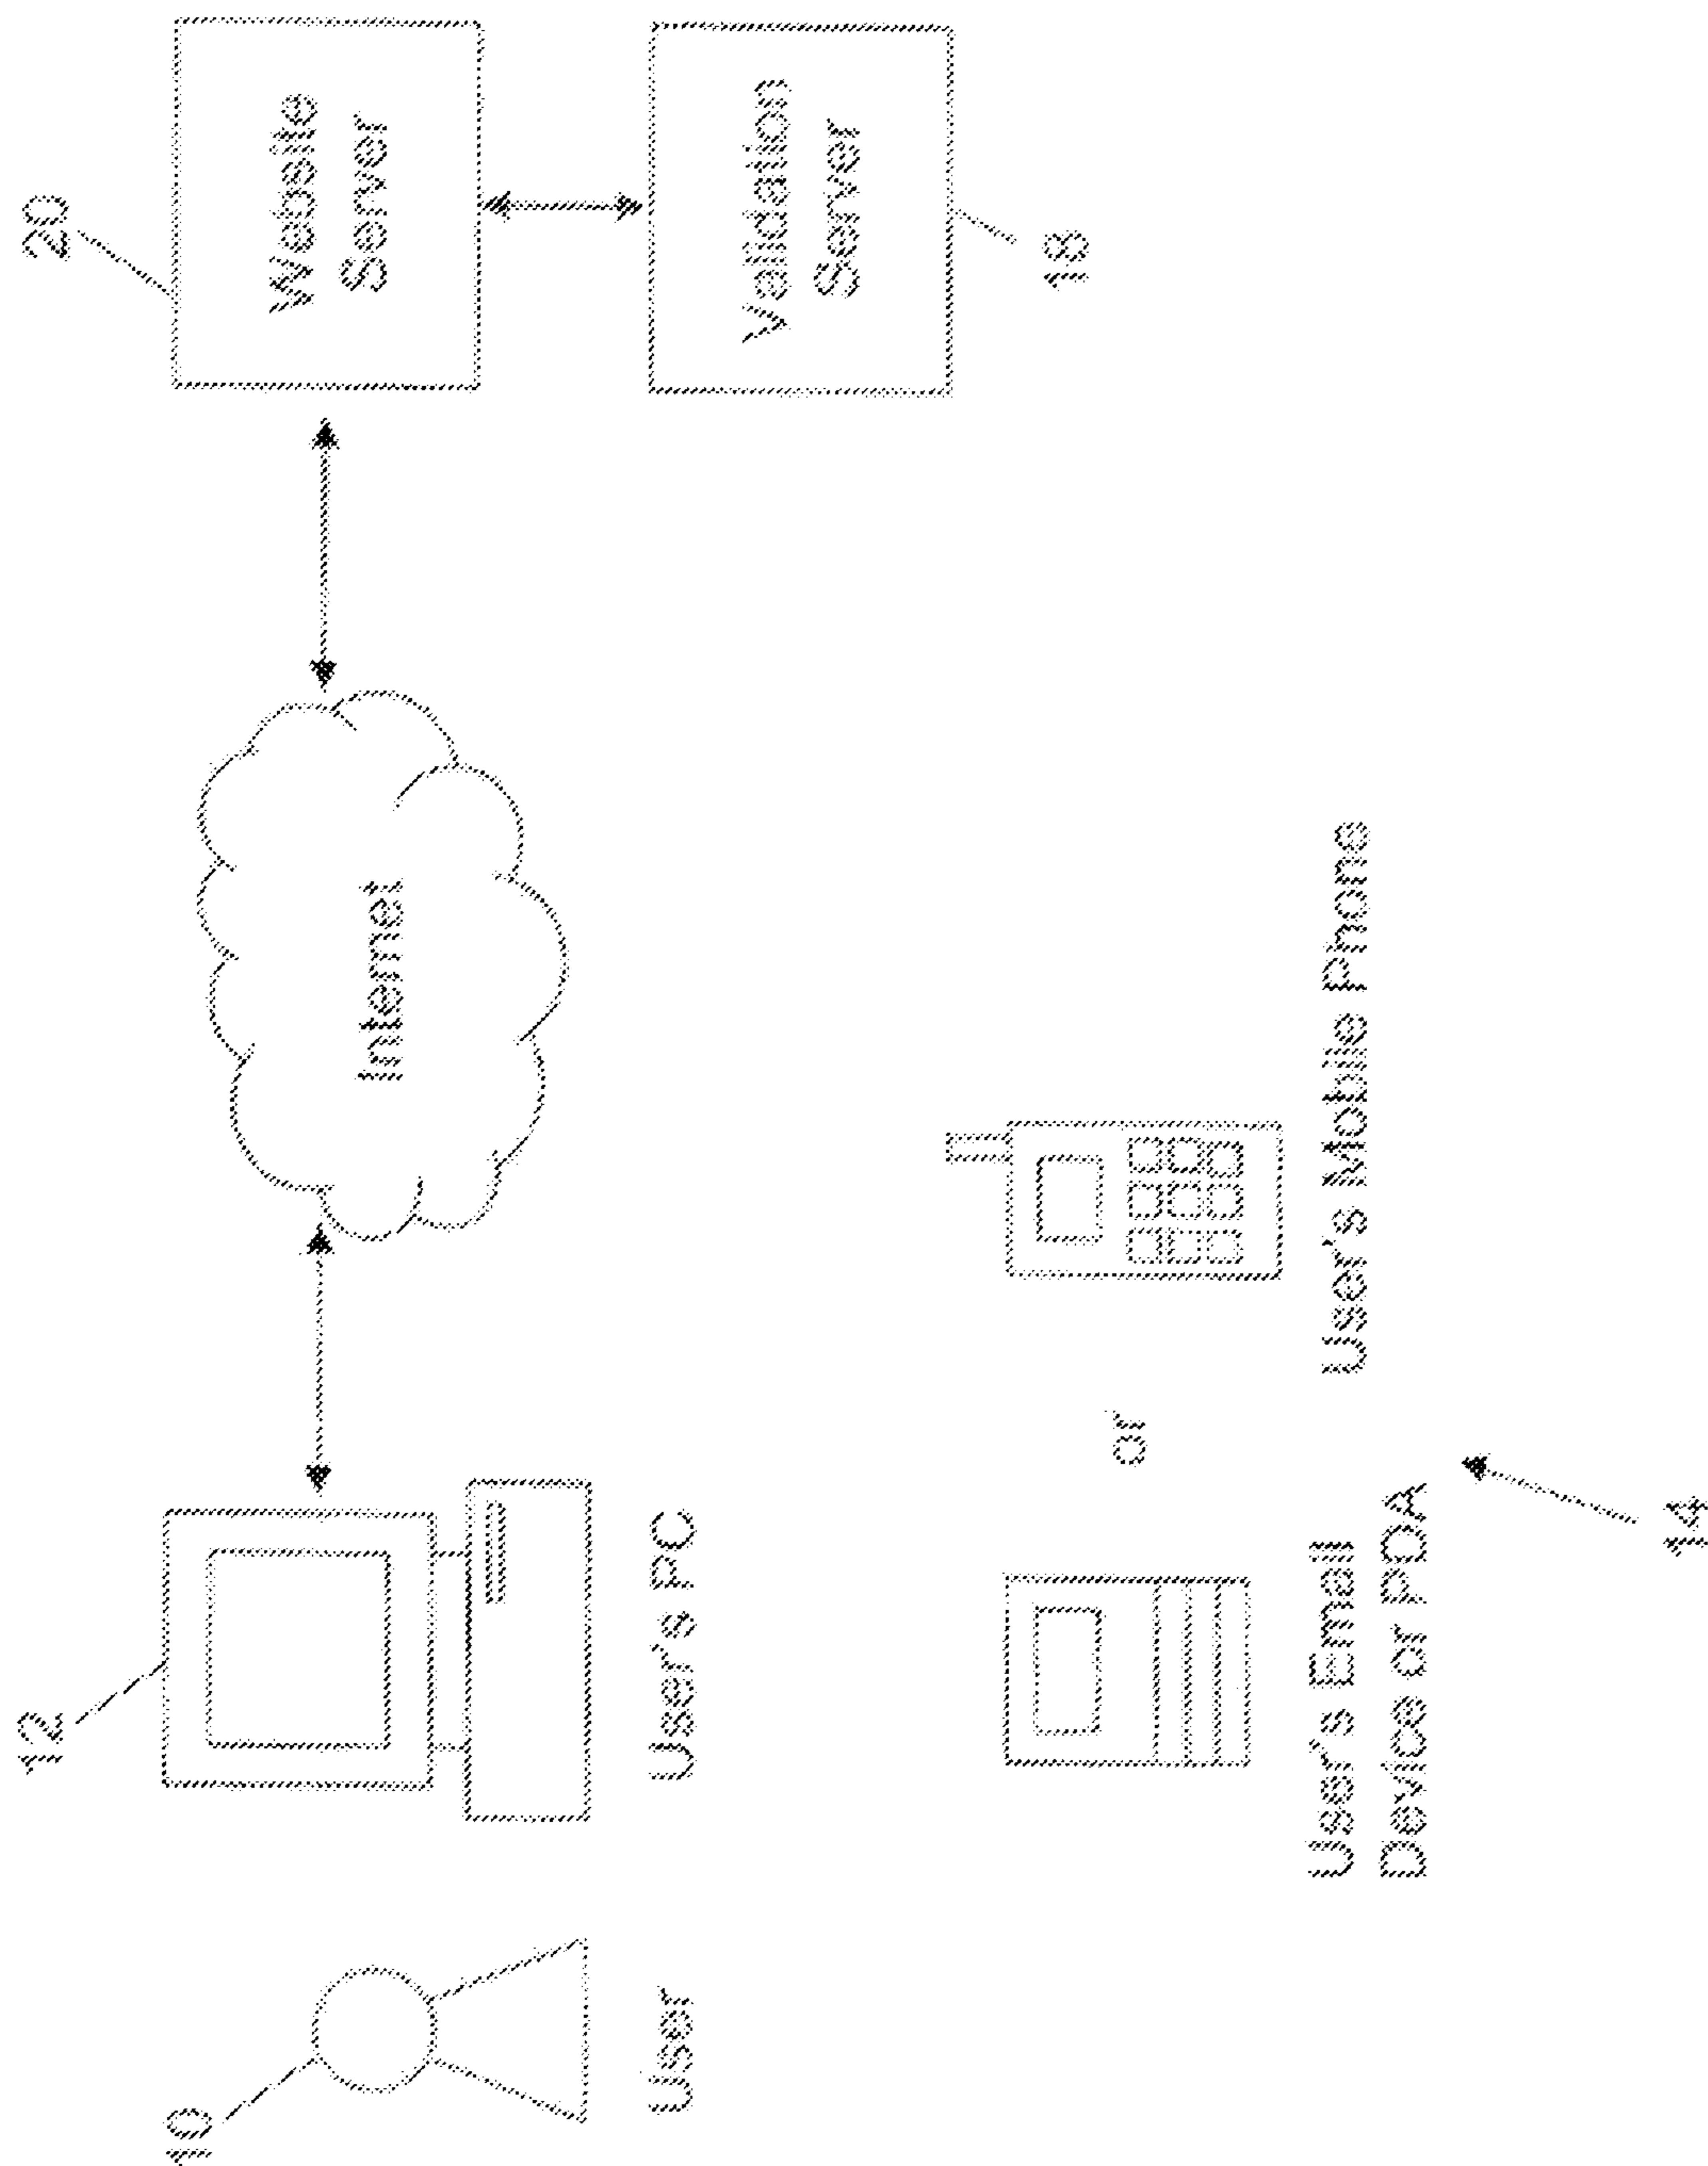 20
12
10
Website
Server
Internet
User's PC
User
Validation
Server
18
or
User's Mobile Phone
User's Email
Device or PDA
14